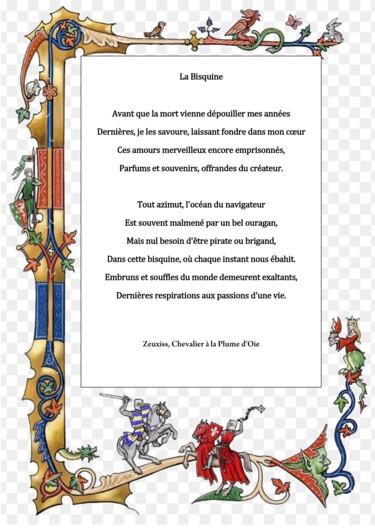 La Bisquine
Avant que la mort vienne dépouiller mes années
Dernières, je les savoure, laissant fondre dans mon cœur
Ces amours merveilleux encore emprisonnés,
Parfums et souvenirs, offrandes du créateur.
Tout azimut, l'océan du navigateur
Est souvent malmené par un bel ouragan,
Mais nul besoin d'être pirate ou brigand,
Dans cette bisquine, où chaque instant nous ébahit.
Embruns et souffles du monde demeurent exaltants,
Dernières respirations aux passions d'une vie.
Zeuxiss, Chevalier à la Plume d'Oie